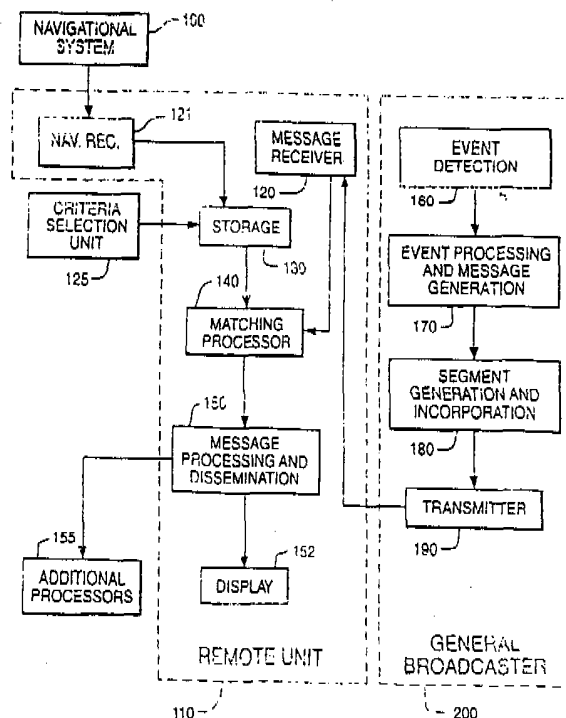 NAVIGATIONAL
SYSTEM
100
NAV. REC.
121
MESSAGE
RECEIVER
120
EVENT
DETECTION
160
CRITERIA
SELECTION
UNIT
125
STORAGE
130
EVENT PROCESSING
AND MESSAGE
GENERATION
170
140
MATCHING
PROCESSOR
SEGMENT
GENERATION AND
INCORPORATION
180
150
MESSAGE
PROCESSING AND
DISSEMINATION
TRANSMITTER
190
155
ADDITIONAL
PROCESSORS
152
DISPLAY
REMOTE UNIT
110
GENERAL
BROADCASTER
200